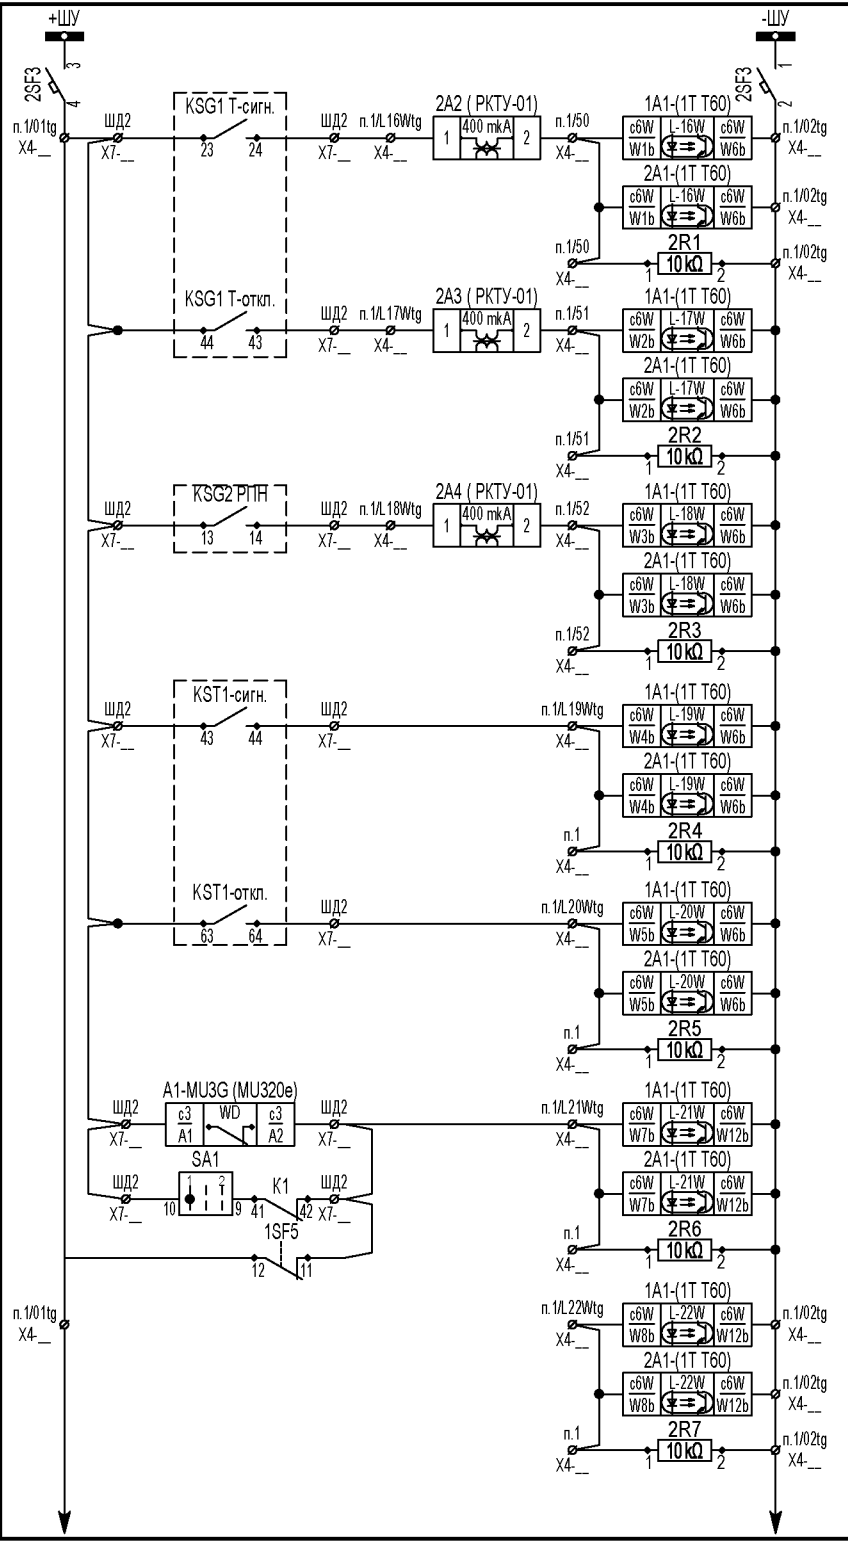 +ШУ
-ШУ
2SF3
3
4
2SF3
1
2
п.1/01tg
X4-__
ШД2
X7-__
KSG1 Т-сигн.
23
24
ШД2
X7-__
п.1/L16Wtg
X4-__
2A2 ( РКТУ-01)
1
400 mkA
2
п.1/50
X4-__
1A1-(1T T60)
c6W
W1b
L-16W
c6W
W6b
п.1/02tg
X4-__
2A1-(1T T60)
c6W
W1b
L-16W
c6W
W6b
п.1/02tg
X4-__
п.1/50
X4-__
2R1
1
10kΩ
2
п.1/02tg
X4-__
KSG1 Т-откл.
44
43
ШД2
X7-__
п.1/L17Wtg
X4-__
2A3 ( РКТУ-01)
1
400 mkA
2
п.1/51
X4-__
1A1-(1T T60)
c6W
W2b
L-17W
c6W
W6b
2A1-(1T T60)
c6W
W2b
L-17W
c6W
W6b
п.1/51
X4-__
2R2
1
10kΩ
2
ШД2
X7-__
KSG2 РПН
13
14
ШД2
X7-__
п.1/L18Wtg
X4-__
2A4 ( РКТУ-01)
1
400 mkA
2
п.1/52
X4-__
1A1-(1T T60)
c6W
W3b
L-18W
c6W
W6b
2A1-(1T T60)
c6W
W3b
L-18W
c6W
W6b
п.1/52
X4-__
2R3
1
10kΩ
2
ШД2
X7-__
KST1-сигн.
43
44
ШД2
X7-__
п.1/L19Wtg
X4-__
1A1-(1T T60)
c6W
W4b
L-19W
c6W
W6b
2A1-(1T T60)
c6W
W4b
L-19W
c6W
W6b
п.1
X4-__
2R4
1
10kΩ
2
KST1-откл.
63
64
ШД2
X7-__
п.1/L20Wtg
X4-__
1A1-(1T T60)
c6W
W5b
L-20W
c6W
W6b
2A1-(1T T60)
c6W
W5b
L-20W
c6W
W6b
п.1
X4-__
2R5
1
10kΩ
2
ШД2
X7-__
A1-MU3G (MU320e)
c3
A1
WD
c3
A2
ШД2
X7-__
п.1/L21Wtg
X4-__
1A1-(1T T60)
c6W
W7b
L-21W
c6W
W12b
ШД2
X7-__
SA1
1
2
10
9
K1
41
42
ШД2
X7-__
2A1-(1T T60)
c6W
W7b
L-21W
c6W
W12b
1SF5
12
11
п.1
X4-__
2R6
1
10kΩ
2
п.1/01tg
X4-__
п.1/L22Wtg
X4-__
1A1-(1T T60)
c6W
W8b
L-22W
c6W
W12b
п.1/02tg
X4-__
2A1-(1T T60)
c6W
W8b
L-22W
c6W
W12b
п.1/02tg
X4-__
п.1
X4-__
2R7
1
10kΩ
2
п.1/02tg
X4-__